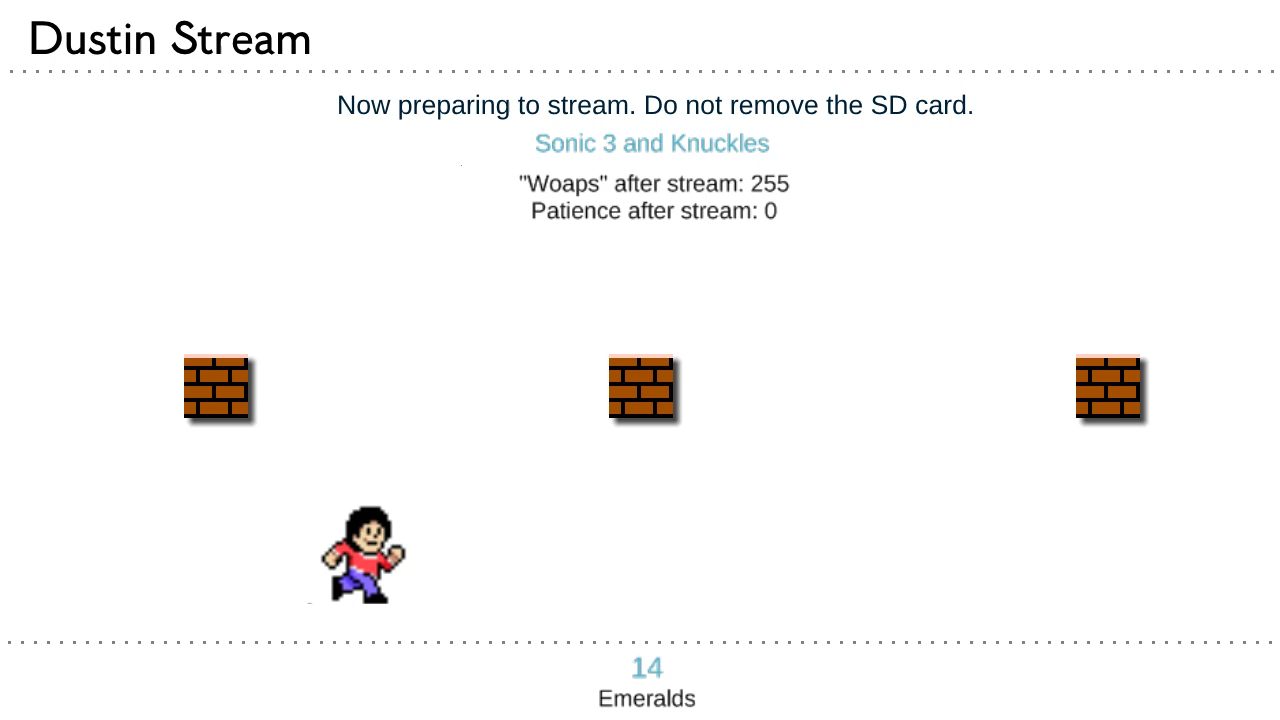 Dustin Stream
Now preparing to stream. Do not remove the SD card.
Sonic 3 and Knuckles
"Woaps" after stream: 255
Patience after stream: 0
14
Emeralds